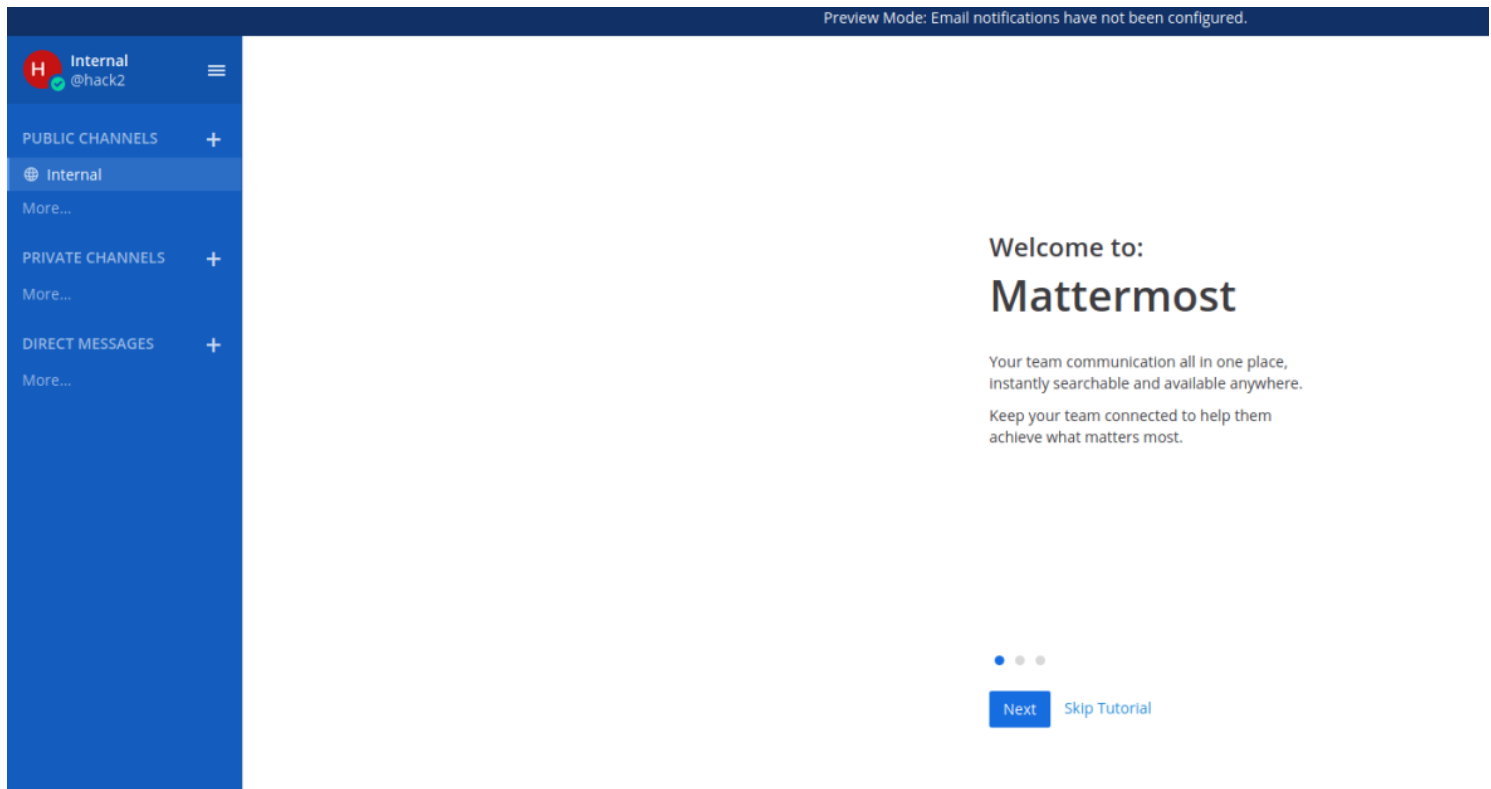 Preview Mode: Email notifications have not been configured.
H
Internal
@hack2
PUBLIC CHANNELS +
Internal
More...
PRIVATE CHANNELS +
More...
DIRECT MESSAGES +
More...
Welcome to:
Mattermost
Your team communication all in one place,
instantly searchable and available anywhere.
Keep your team connected to help them
achieve what matters most.
Next Skip Tutorial